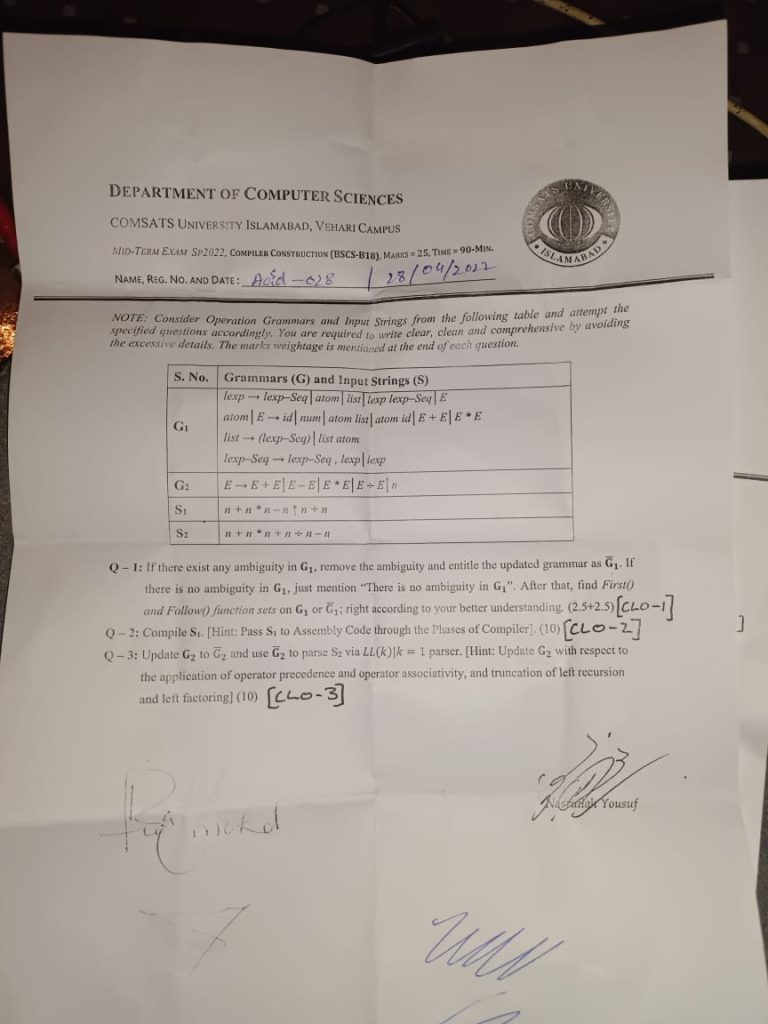 DEPARTMENT OF COMPUTER SCIENCES
COMSATS UNIVERSITY ISLAMABAD, VEHARI CAMPUS
COMSATS UNIVERSITY
• ISLAMABAD •
MID-TERM EXAM SP2022, COMPILER CONSTRUCTION (BSCS-B18), MARKS = 25, TIME = 90-MIN.
NAME, REG. NO. AND DATE: -028 | 28/04/2022
NOTE: Consider Operation Grammars and Input Strings from the following table and attempt the
specified questions accordingly. You are required to write clear, clean and comprehensive by avoiding
the excessive details. The marks weightage is mentioned at the end of each question.
S. No. Grammars (G) and Input Strings (S)
G₁
lexp → lexp–Seq| atom| list| lexp lexp–Seq| E
atom| E → id| num| atom list| atom id| E + E| E * E
list → (lexp–Seq)| list atom
lexp–Seq → lexp–Seq , lexp| lexp
G₂ E → E + E| E − E| E * E| E ÷ E| n
S₁ n + n * n − n ↑ n + n
S₂ n + n * n + n ÷ n − n
Q – 1: If there exist any ambiguity in G₁, remove the ambiguity and entitle the updated grammar as G̅₁. If
there is no ambiguity in G₁, just mention “There is no ambiguity in G₁”. After that, find First()
and Follow() function sets on G₁ or G̅₁; right according to your better understanding. (2.5+2.5) [CLO-1]
Q – 2: Compile S₁. [Hint: Pass S₁ to Assembly Code through the Phases of Compiler]. (10) [CLO-2]
]
Q – 3: Update G₂ to G̅₂ and use G̅₂ to parse S₂ via LL(k)|k = 1 parser. [Hint: Update G₂ with respect to
the application of operator precedence and operator associativity, and truncation of left recursion
and left factoring] (10) [CLO-3]
Yousuf